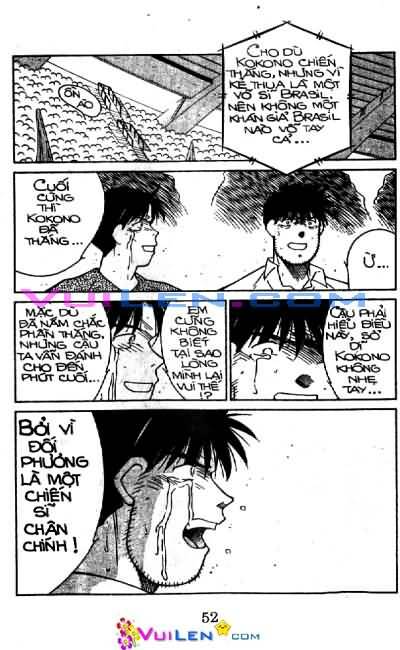 CHO DÙ
KOKONO CHIẾN
THẮNG, NHƯNG VÌ
KẺ THUA LÀ MỘT
VÕ SĨ BRASIL,
NÊN KHÔNG MỘT
KHÁN GIẢ BRASIL
NÀO VỖ TAY
CẢ...
ỒN
ÀO
CUỐI
CÙNG
THÌ
KOKONO
ĐÃ
THẮNG...
Ừ...
VUILEN.COM
CẬU PHẢI
HIỂU ĐIỀU
NÀY, SỞ
DĨ
KOKONO
KHÔNG
NHẸ
TAY...
EM
CŨNG
KHÔNG
BIẾT
TẠI SAO
LÒNG
MÌNH LẠI
VUI THẾ
!?
MẶC DÙ
ĐÃ NẮM CHẮC
PHẦN THẮNG,
NHƯNG CẬU
TA VẪN ĐÁNH
CHO ĐẾN
PHÚT CUỐI...
BỞI VÌ
ĐỐI
PHƯƠNG
LÀ MỘT
CHIẾN
SĨ
CHÂN
CHÍNH!
52
VUILEN.COM